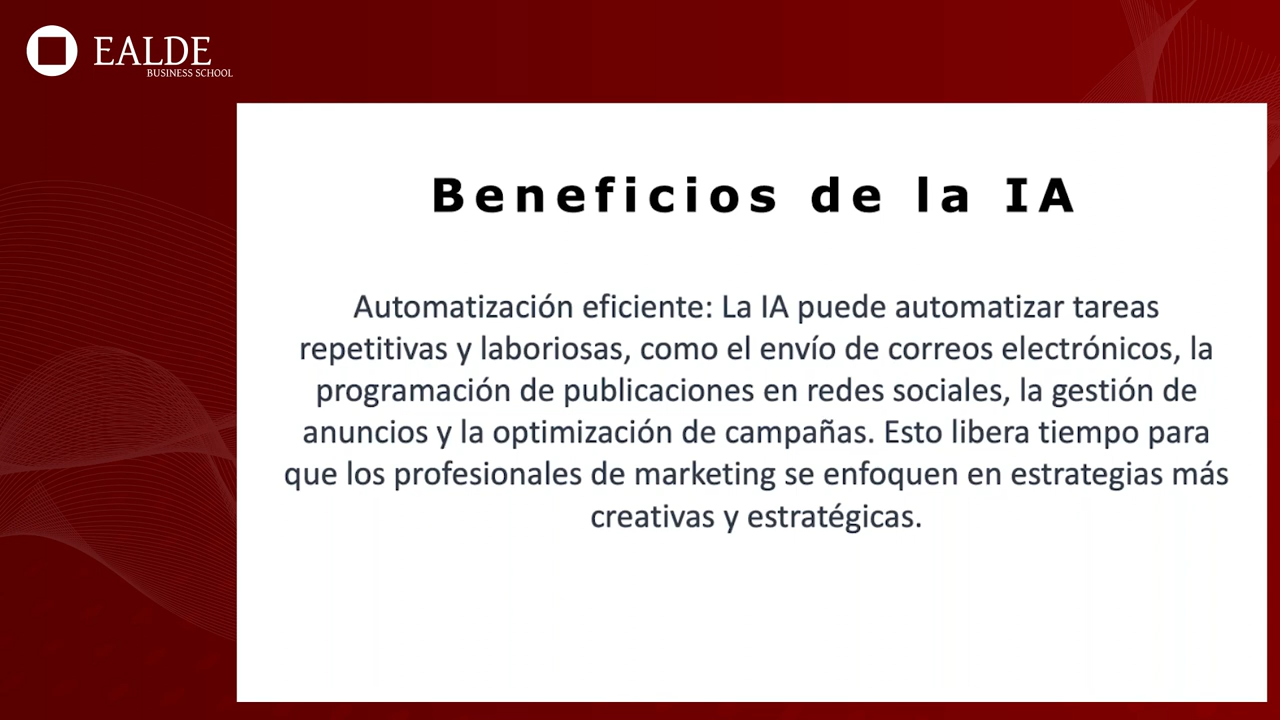 EALDE
BUSINESS SCHOOL
Beneficios de la IA
Automatización eficiente: La IA puede automatizar tareas
repetitivas y laboriosas, como el envío de correos electrónicos, la
programación de publicaciones en redes sociales, la gestión de
anuncios y la optimización de campañas. Esto libera tiempo para
que los profesionales de marketing se enfoquen en estrategias más
creativas y estratégicas.